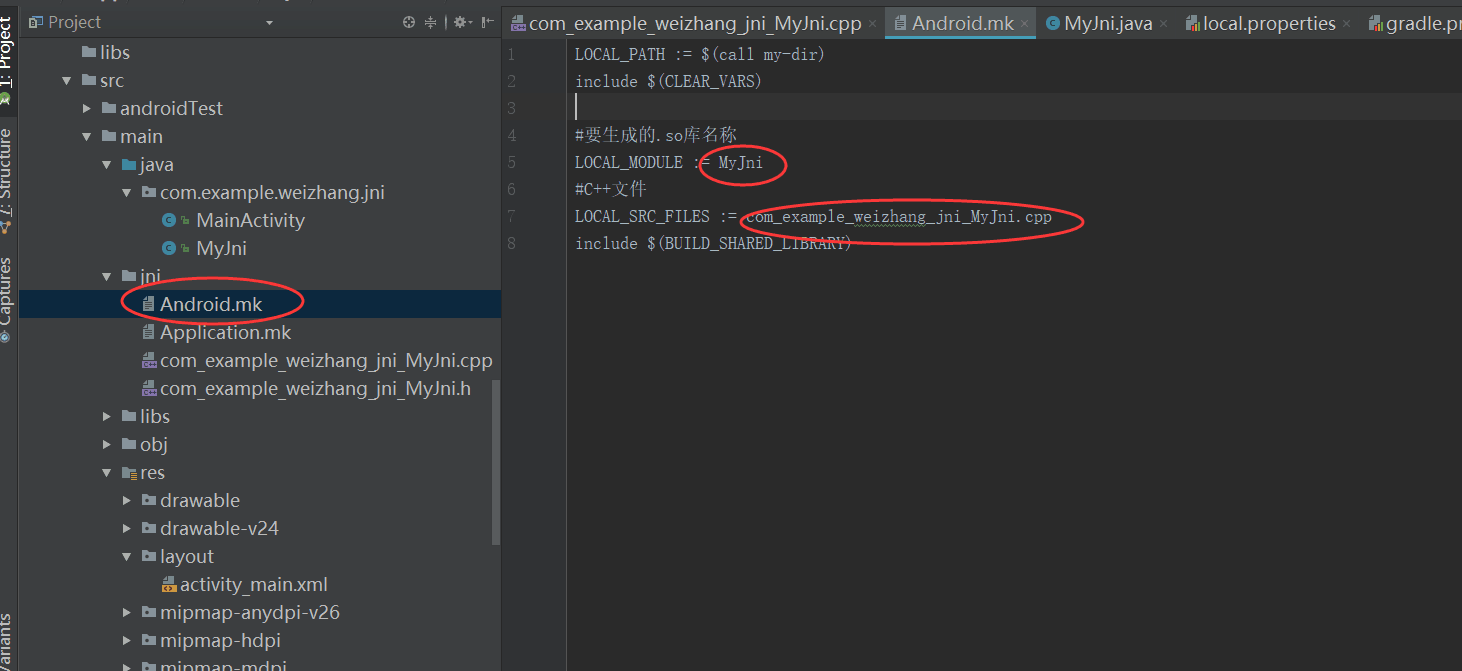 Project
com_example_weizhang_jni_MyJni.cpp
Android.mk
MyJni.java
local.properties
gradle.pr
1: Project
7: Structure
Captures
ariants
libs
src
androidTest
main
java
com.example.weizhang.jni
MainActivity
MyJni
jni
Android.mk
Application.mk
com_example_weizhang_jni_MyJni.cpp
com_example_weizhang_jni_MyJni.h
libs
obj
res
drawable
drawable-v24
layout
activity_main.xml
mipmap-anydpi-v26
mipmap-hdpi
mipmap-mdpi
1 LOCAL_PATH := $(call my-dir)
2 include $(CLEAR_VARS)
3
4 #要生成的.so库名称
5 LOCAL_MODULE := MyJni
6 #C++文件
7 LOCAL_SRC_FILES := com_example_weizhang_jni_MyJni.cpp
8 include $(BUILD_SHARED_LIBRARY)